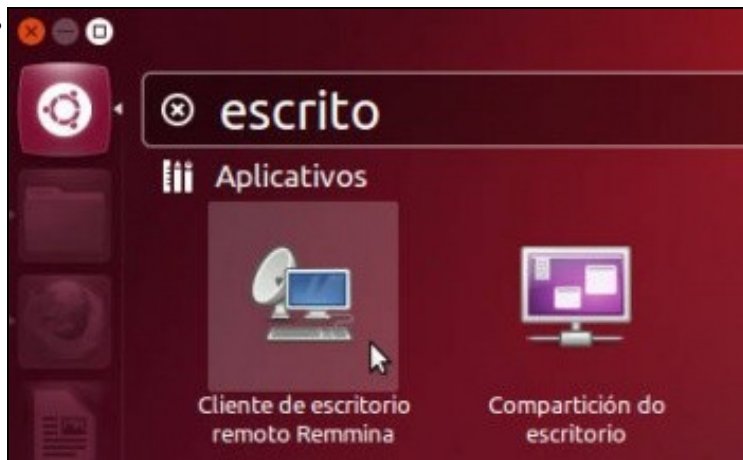 escrito
Aplicativos
Cliente de escritorio
remoto Remmina
Compartición do
escritorio